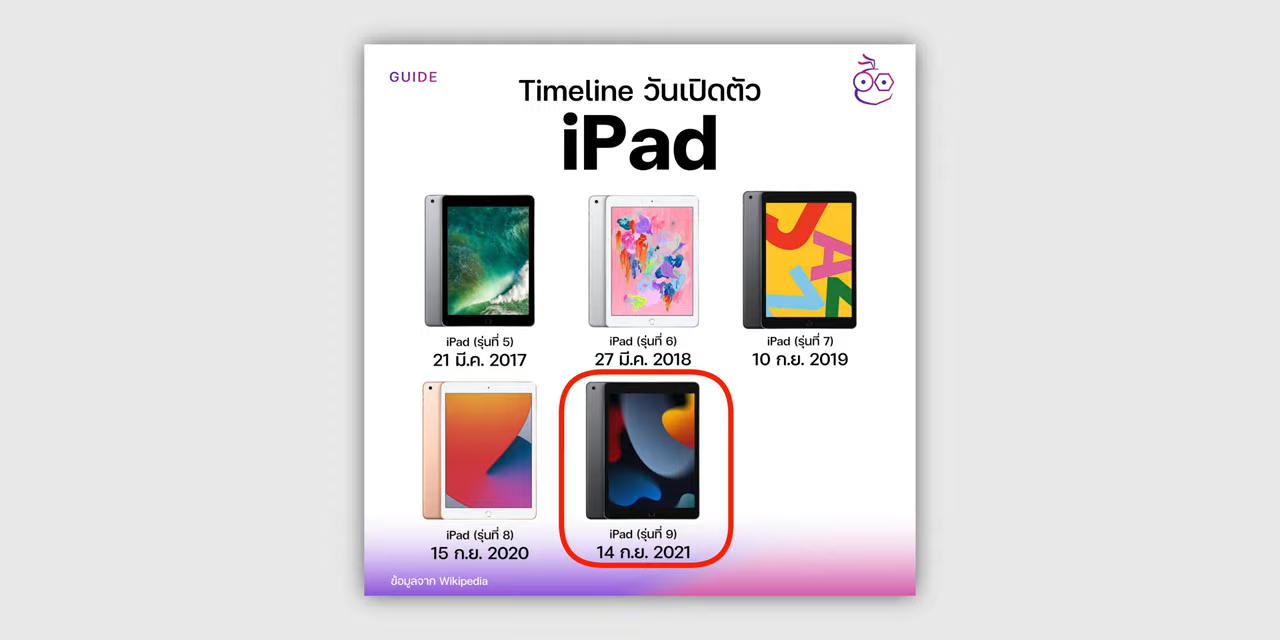 GUIDE
Timeline วันเปิดตัว
iPad
iPad (รุ่นที่ 5)
21 มี.ค. 2017
iPad (รุ่นที่ 6)
27 มี.ค. 2018
iPad (รุ่นที่ 7)
10 ก.ย. 2019
iPad (รุ่นที่ 8)
15 ก.ย. 2020
iPad (รุ่นที่ 9)
14 ก.ย. 2021
ข้อมูลจาก Wikipedia